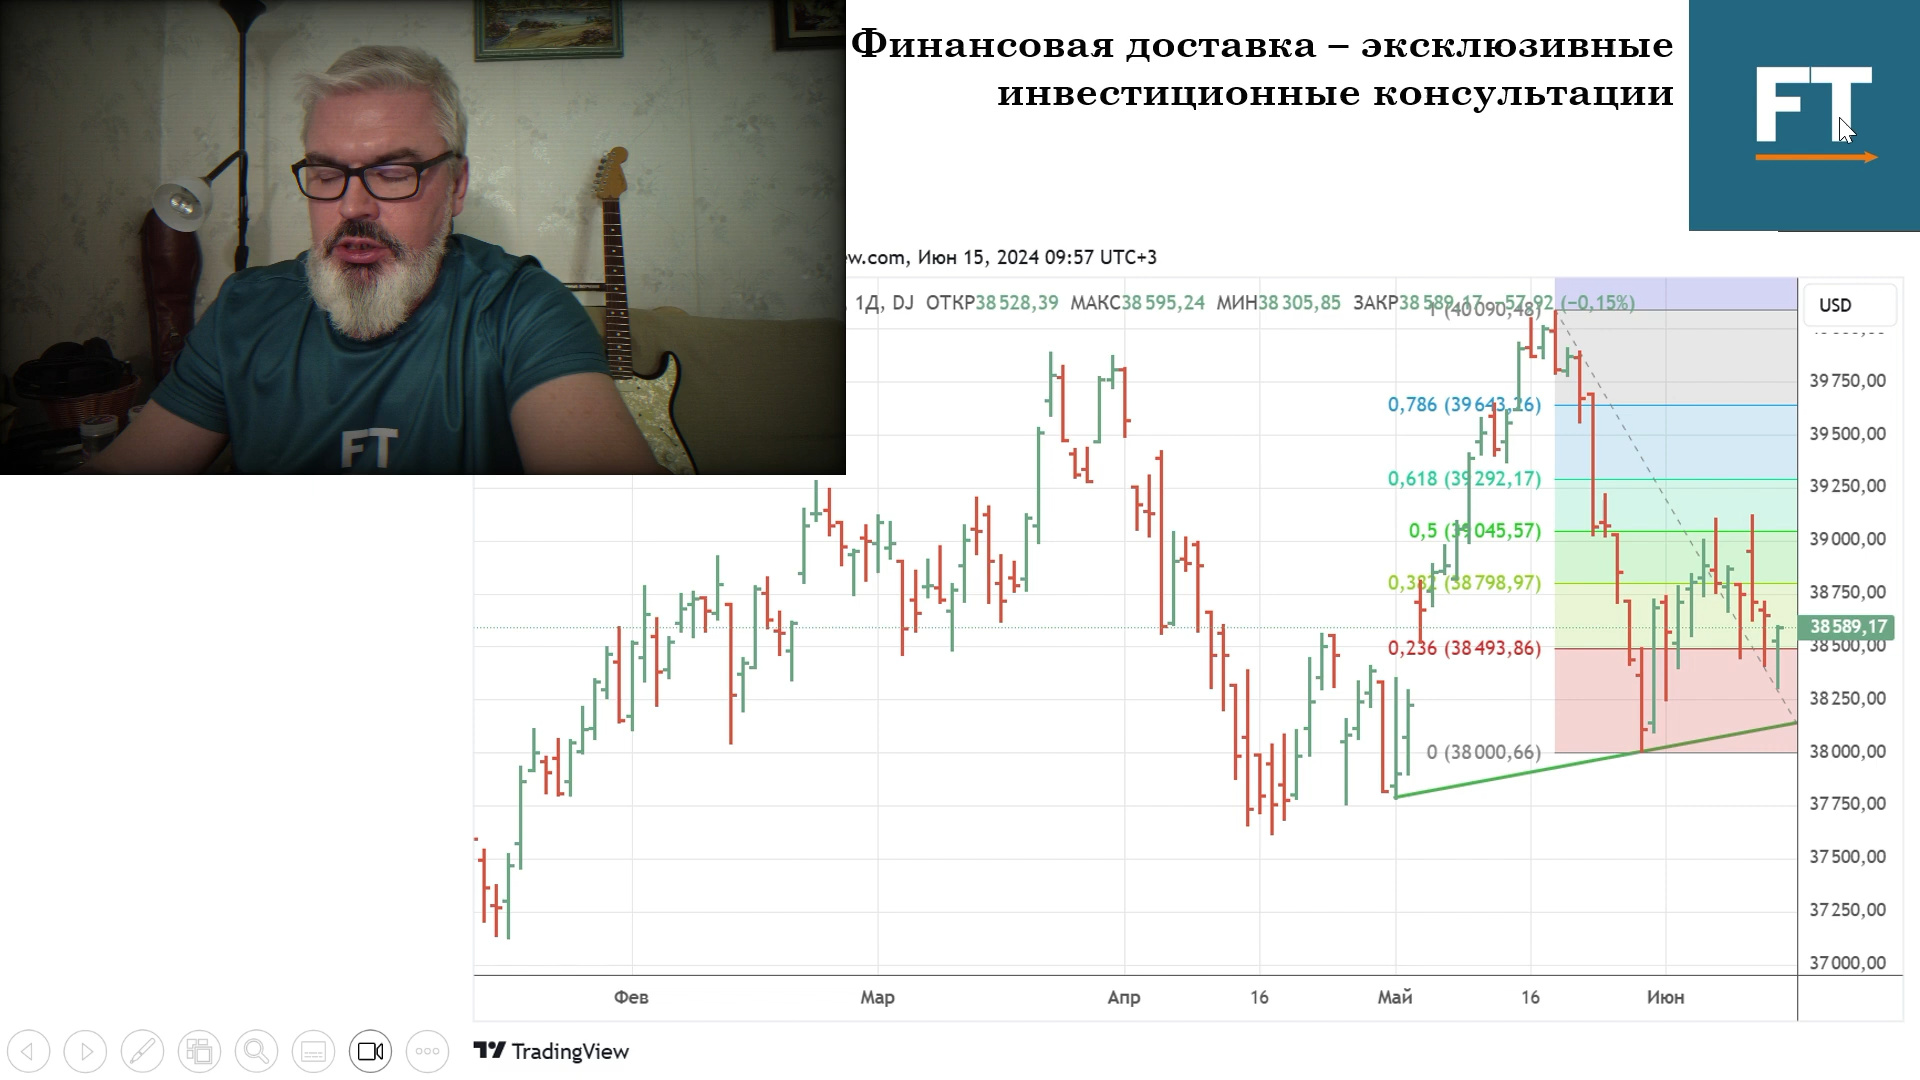 Финансовая доставка – эксклюзивные
инвестиционные консультации
FT
FT
ew.com, Июн 15, 2024 09:57 UTC+3
, 1Д, DJ ОТКР38 528,39 МАКС38 595,24 МИН38 305,85 ЗАКР38 589,17 −57,92 (−0,15%)
USD
1 (40 090,48)
39 750,00
0,786 (39 643,26)
39 500,00
0,618 (39 292,17)
39 250,00
0,5 (39 045,57)
39 000,00
0,382 (38 798,97)
38 750,00
38 589,17
38 500,00
0,236 (38 493,86)
38 250,00
0 (38 000,66)
38 000,00
37 750,00
37 500,00
37 250,00
37 000,00
Фев Мар Апр 16 Май 16 Июн
TradingView